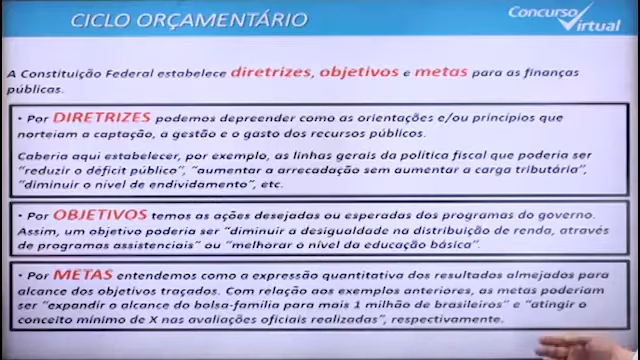 CICLO ORÇAMENTÁRIO
Concurso
Virtual
A Constituição Federal estabelece diretrizes, objetivos e metas para as finanças
públicas.
• Por DIRETRIZES podemos depreender como as orientações e/ou princípios que
norteiam a captação, a gestão e o gasto dos recursos públicos.
Caberia aqui estabelecer, por exemplo, as linhas gerais da política fiscal que poderia ser
“reduzir o déficit público”, “aumentar a arrecadação sem aumentar a carga tributária”,
“diminuir o nível de endividamento”, etc.
• Por OBJETIVOS temos as ações desejadas ou esperadas dos programas do governo.
Assim, um objetivo poderia ser “diminuir a desigualdade na distribuição de renda, através
de programas assistenciais” ou “melhorar o nível da educação básica”.
• Por METAS entendemos como a expressão quantitativa dos resultados almejados para
alcance dos objetivos traçados. Com relação aos exemplos anteriores, as metas poderiam
ser “expandir o alcance do bolsa-família para mais 1 milhão de brasileiros” e “atingir o
conceito mínimo de X nas avaliações oficiais realizadas”, respectivamente.